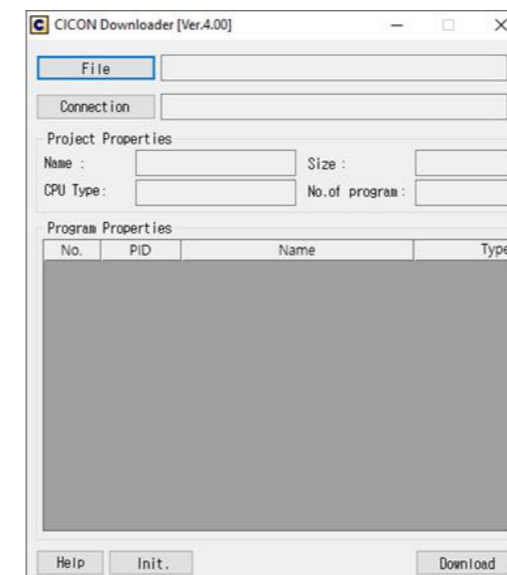 CICON Downloader [Ver.4.00]
File
Connection
Project Properties
Name : Size :
CPU Type: No.of program:
Program Properties
No. PID Name Type
Help Init. Download